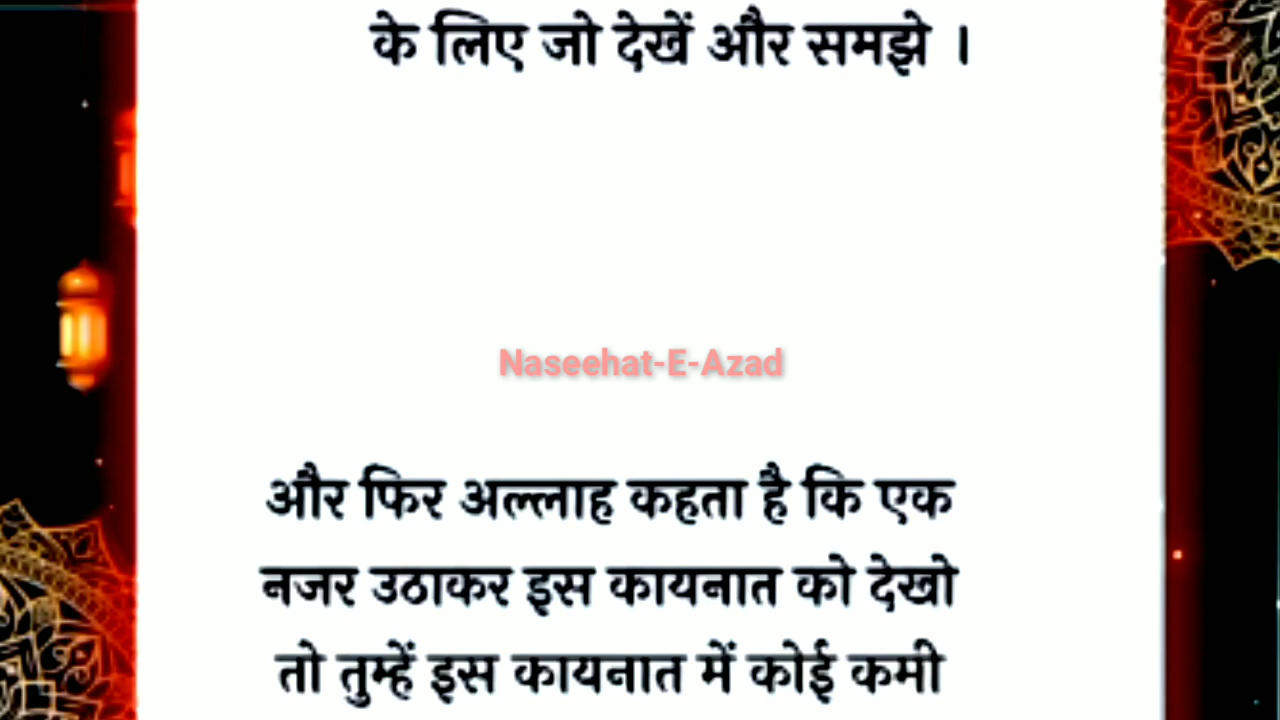 के लिए जो देखें और समझे ।
Naseehat-E-Azad
और फिर अल्लाह कहता है कि एक
नजर उठाकर इस कायनात को देखो
तो तुम्हें इस कायनात में कोई कमी